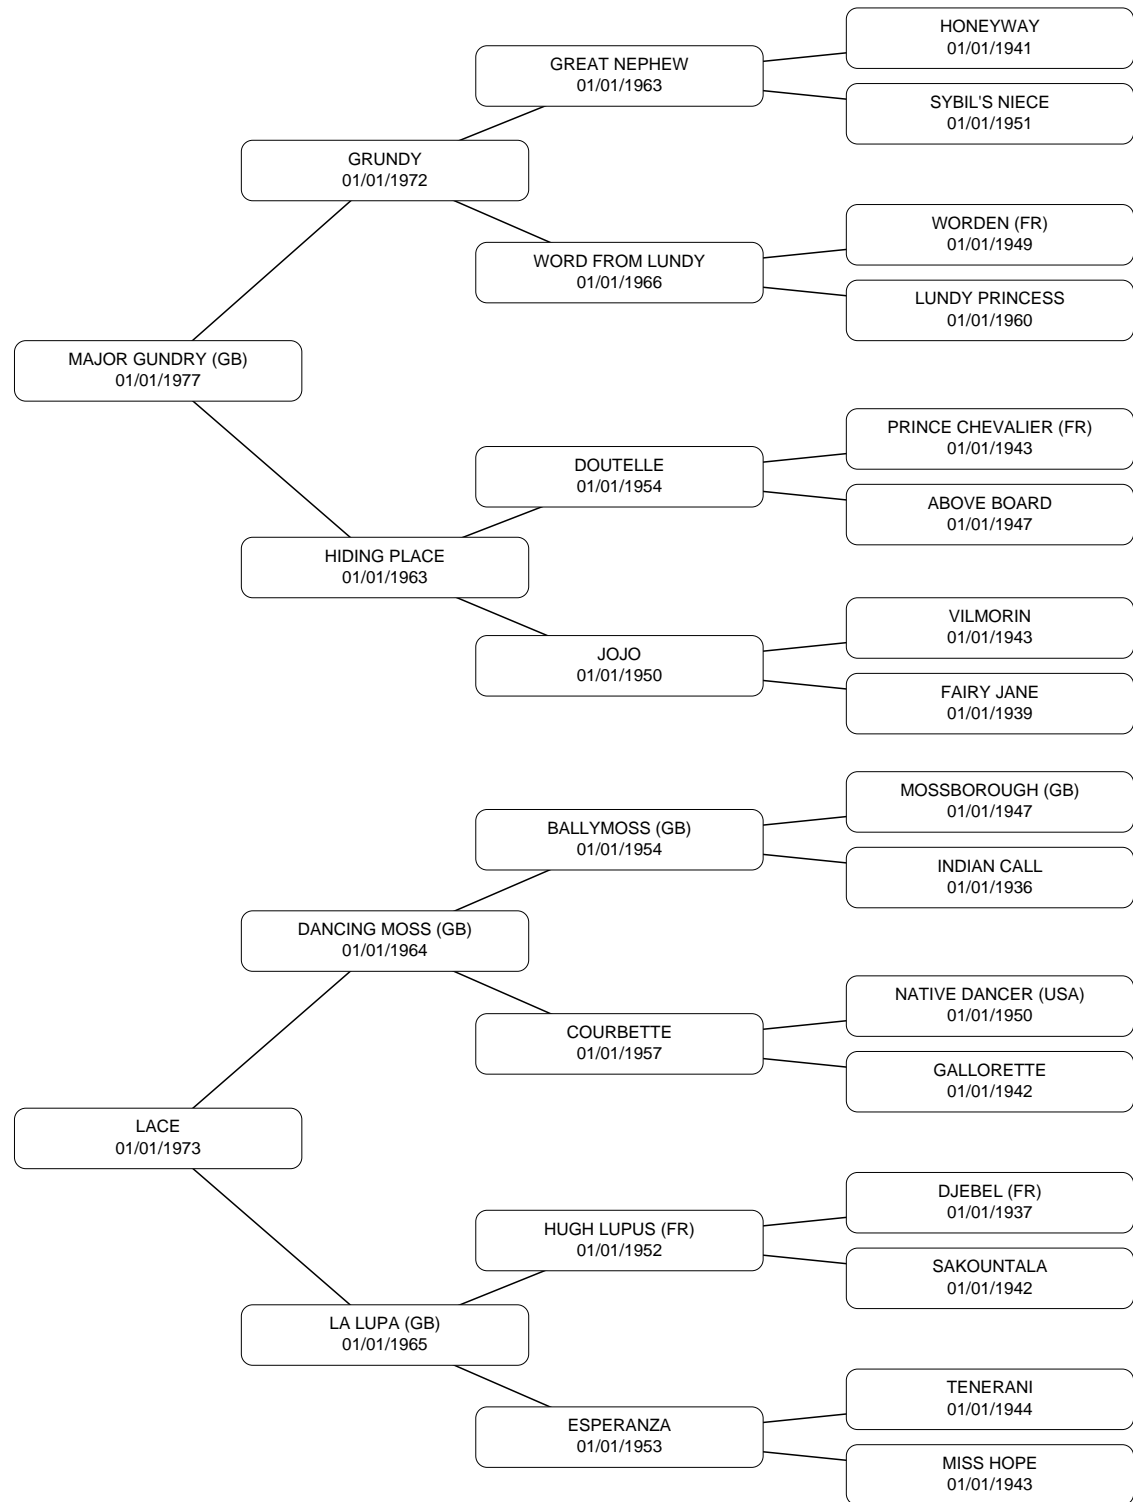 HONEYWAY
01/01/1941
GREAT NEPHEW
01/01/1963
SYBIL'S NIECE
01/01/1951
GRUNDY
01/01/1972
WORDEN (FR)
01/01/1949
WORD FROM LUNDY
01/01/1966
LUNDY PRINCESS
01/01/1960
MAJOR GUNDRY (GB)
01/01/1977
PRINCE CHEVALIER (FR)
01/01/1943
DOUTELLE
01/01/1954
ABOVE BOARD
01/01/1947
HIDING PLACE
01/01/1963
VILMORIN
01/01/1943
JOJO
01/01/1950
FAIRY JANE
01/01/1939
MOSSBOROUGH (GB)
01/01/1947
BALLYMOSS (GB)
01/01/1954
INDIAN CALL
01/01/1936
DANCING MOSS (GB)
01/01/1964
NATIVE DANCER (USA)
01/01/1950
COURBETTE
01/01/1957
GALLORETTE
01/01/1942
LACE
01/01/1973
DJEBEL (FR)
01/01/1937
HUGH LUPUS (FR)
01/01/1952
SAKOUNTALA
01/01/1942
LA LUPA (GB)
01/01/1965
TENERANI
01/01/1944
ESPERANZA
01/01/1953
MISS HOPE
01/01/1943